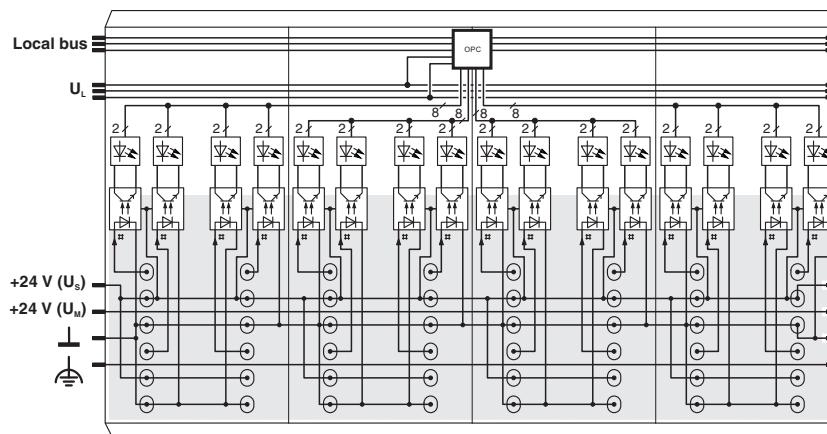 Local bus
OPC
U_L
8 8 8 8
2 2 2 2 2 2 2 2 2 2 2 2 2 2 2 2
# # # # # # # # # # # # # # # #
+24 V (U_S)
+24 V (U_M)